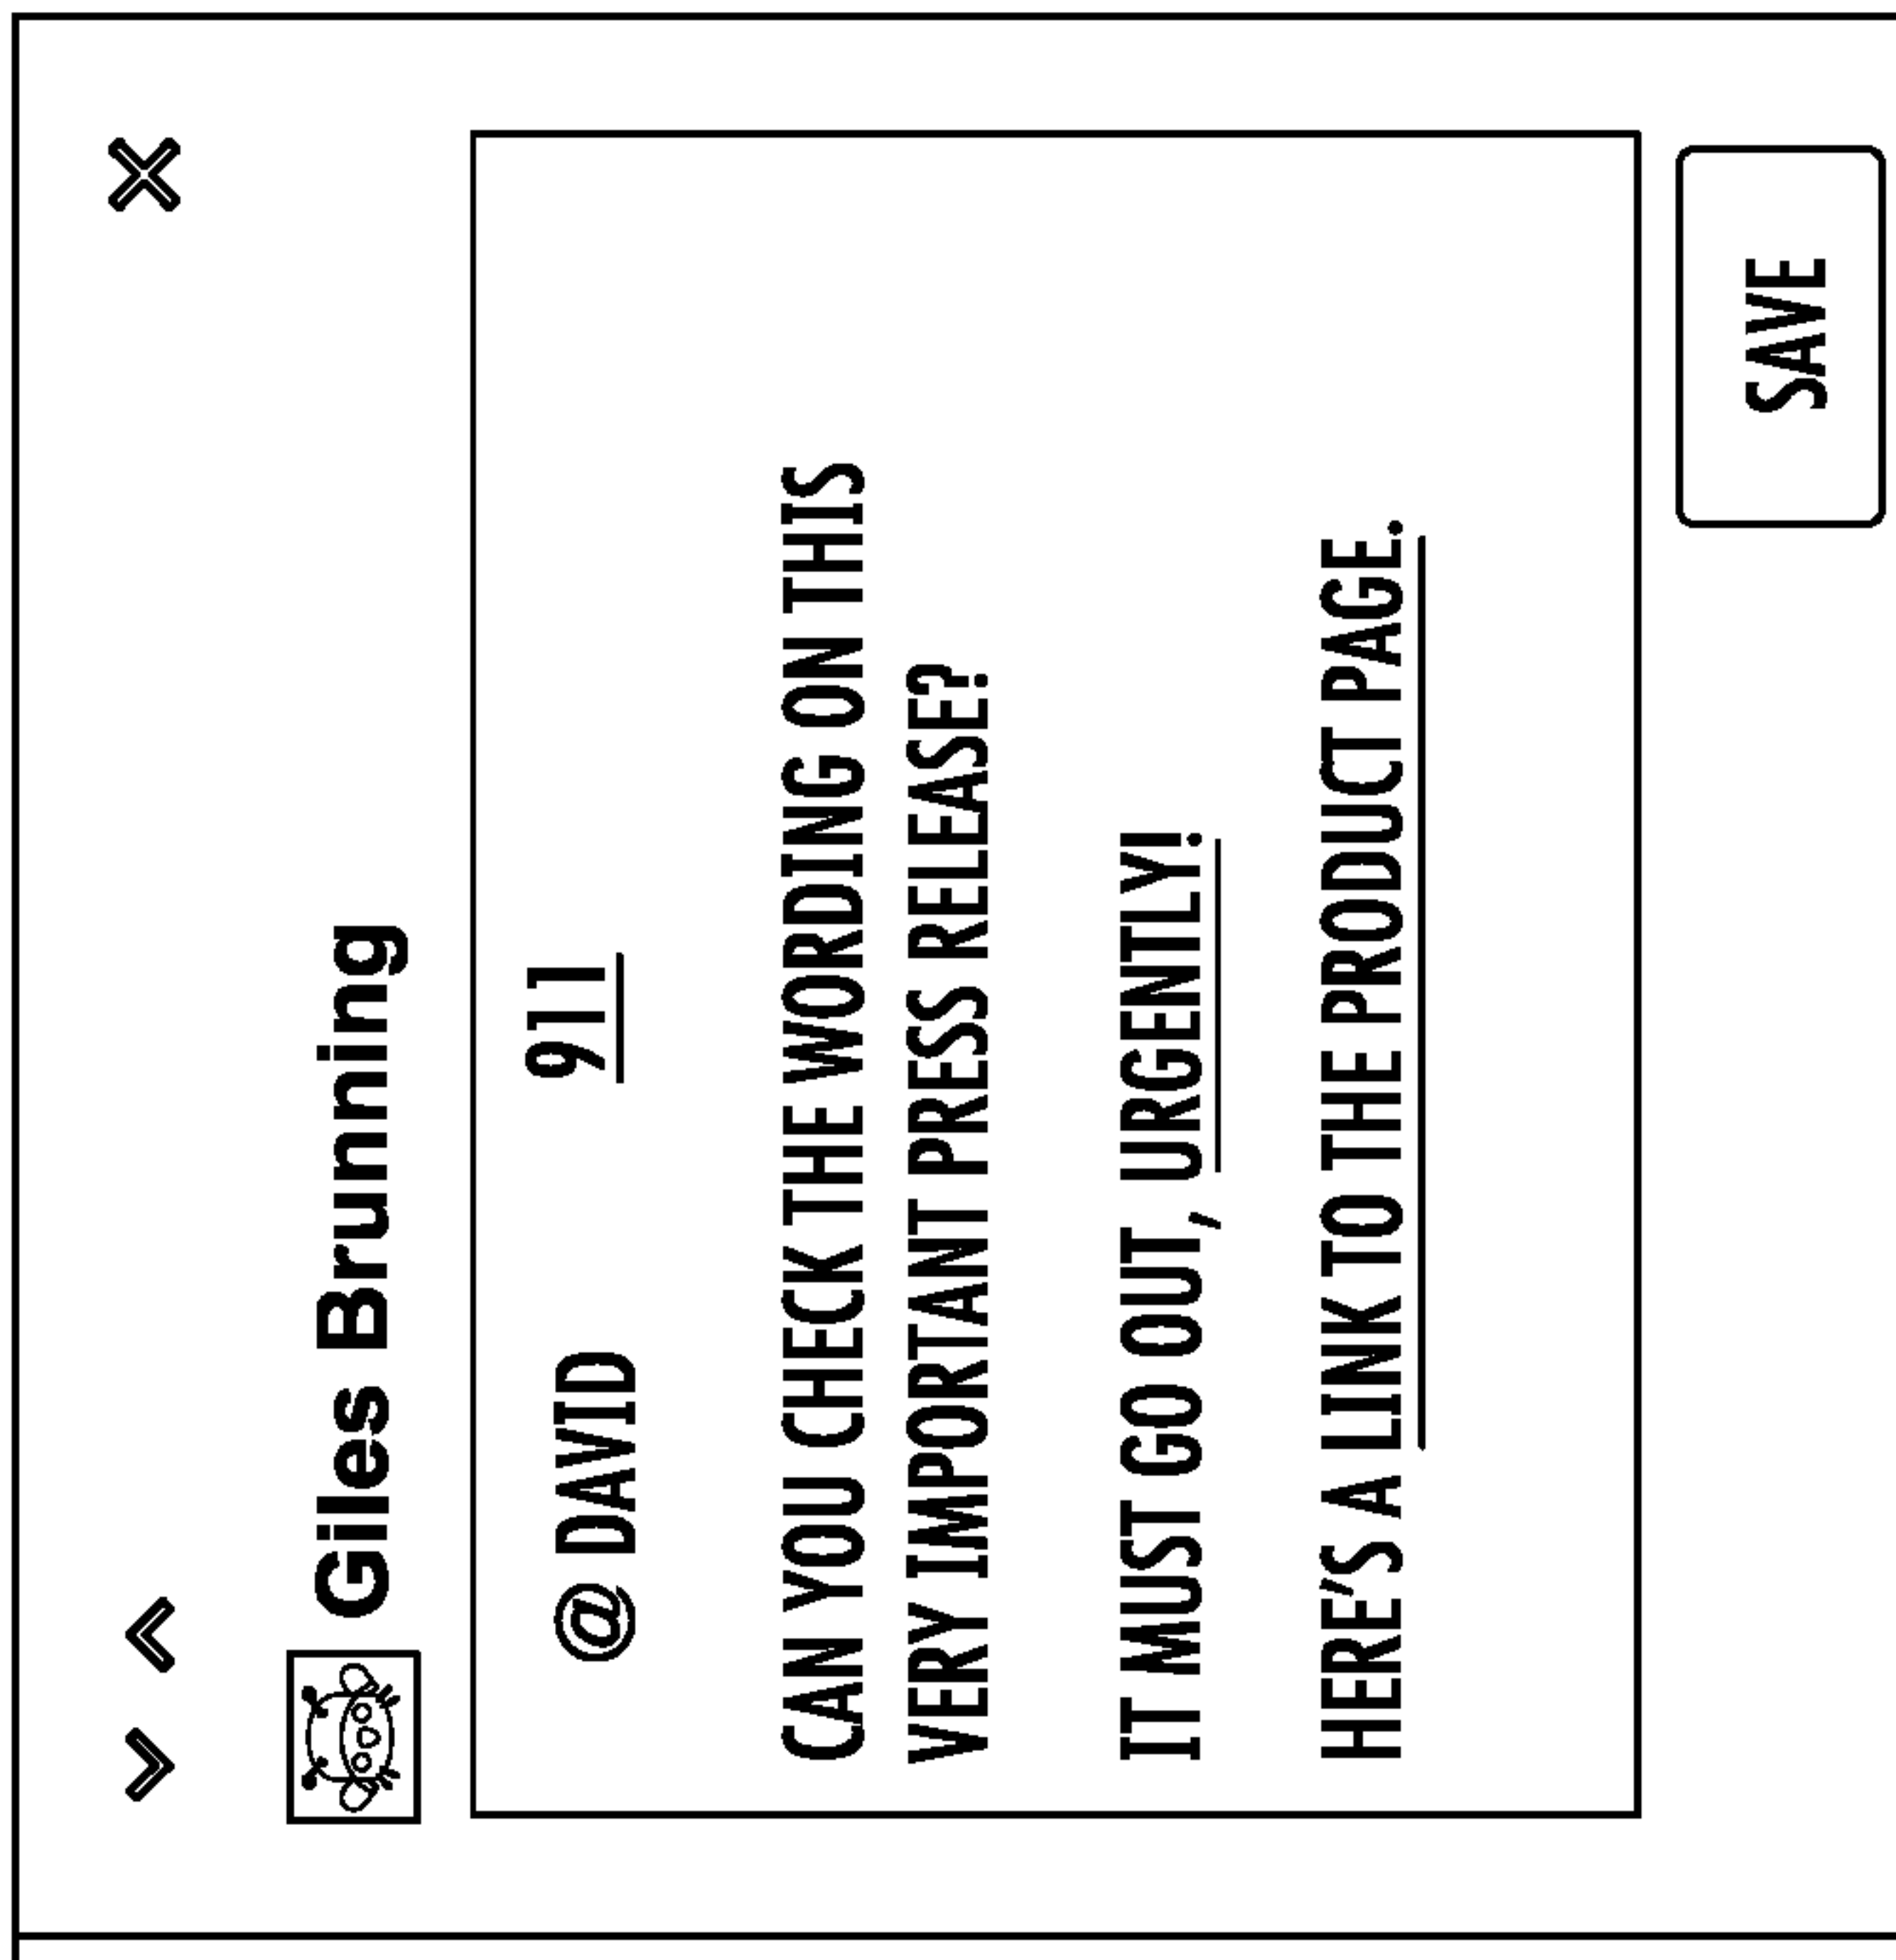 Giles Brunning
@ DAVID
911
CAN YOU CHECK THE WORDING ON THIS
VERY IMPORTANT PRESS RELEASE?
IT MUST GO OUT, URGENTLY!
HERE'S A LINK TO THE PRODUCT PAGE.
SAVE